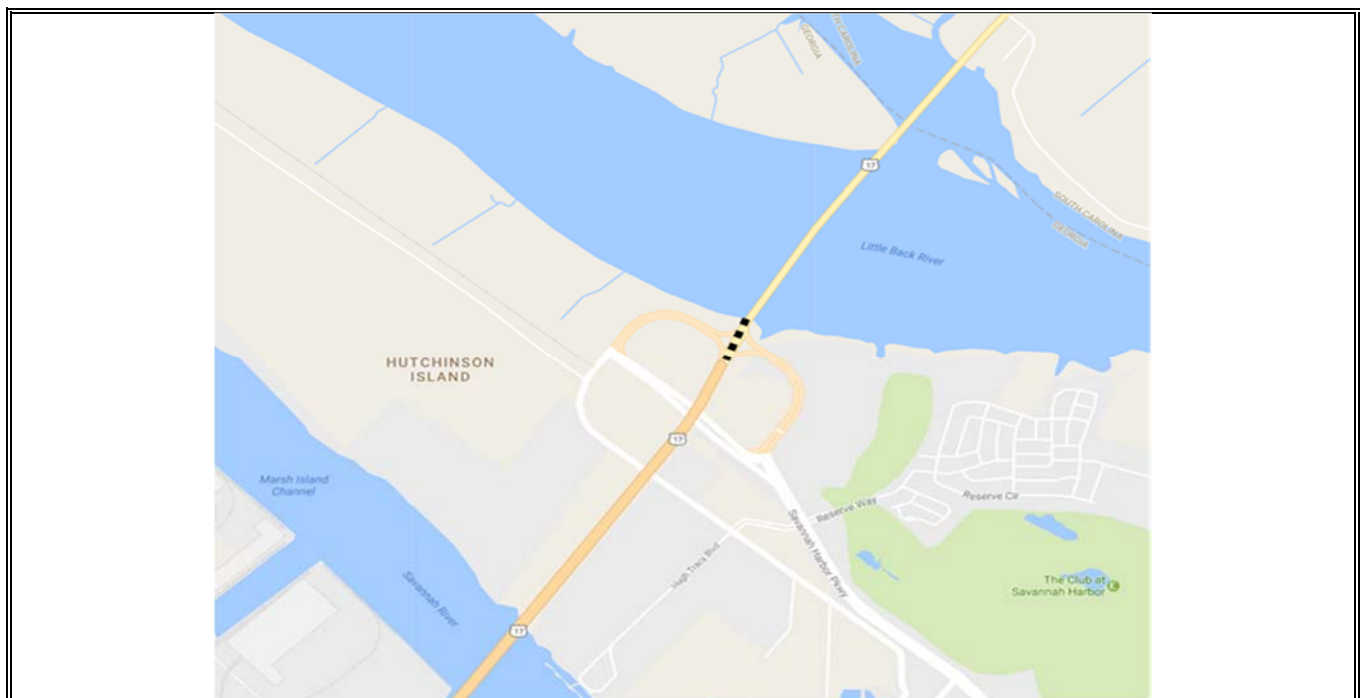 SOUTH CAROLINA
GEORGIA
17
SOUTH CAROLINA
GEORGIA
Little Back River
HUTCHINSON
ISLAND
17
Marsh Island
Channel
Reserve Cir
Reserve Way
Savannah Harbor Pkwy
Hugh Track Blvd
The Club at
Savannah Harbor
Savannah River
17